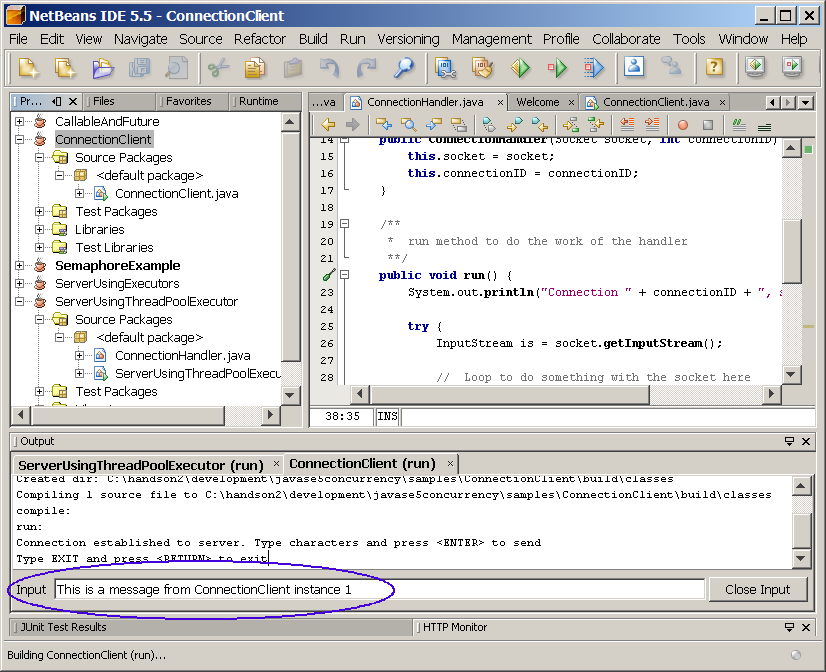 NetBeans IDE 5.5 - ConnectionClient
File Edit View Navigate Source Refactor Build Run Versioning Management Profile Collaborate Tools Window Help
Pr... Files Favorites Runtime
CallableAndFuture
ConnectionClient
Source Packages
<default package>
ConnectionClient.java
Test Packages
Libraries
Test Libraries
SemaphoreExample
ServerUsingExecutors
ServerUsingThreadPoolExecutor
Source Packages
<default package>
ConnectionHandler.java
ServerUsingThreadPoolExecu
Test Packages
...va ConnectionHandler.java Welcome ConnectionClient.java
14 public ConnectionHandler(Socket socket, int connectionID)
15 this.socket = socket;
16 this.connectionID = connectionID;
17 }
18
19 /**
20 * run method to do the work of the handler
21 **/
public void run() {
23 System.out.println("Connection " + connectionID + ", s
24
25 try {
26 InputStream is = socket.getInputStream();
27
28 // Loop to do something with the socket here
38:35 INS
Output
ServerUsingThreadPoolExecutor (run) ConnectionClient (run)
Created dir: C:\handson2\development\javase5concurrency\samples\ConnectionClient\build\classes
Compiling 1 source file to C:\handson2\development\javase5concurrency\samples\ConnectionClient\build\classes
compile:
run:
Connection established to server. Type characters and press <ENTER> to send
Type EXIT and press <RETURN> to exit
Input This is a message from ConnectionClient instance 1 Close Input
JUnit Test Results HTTP Monitor
Building ConnectionClient (run)...